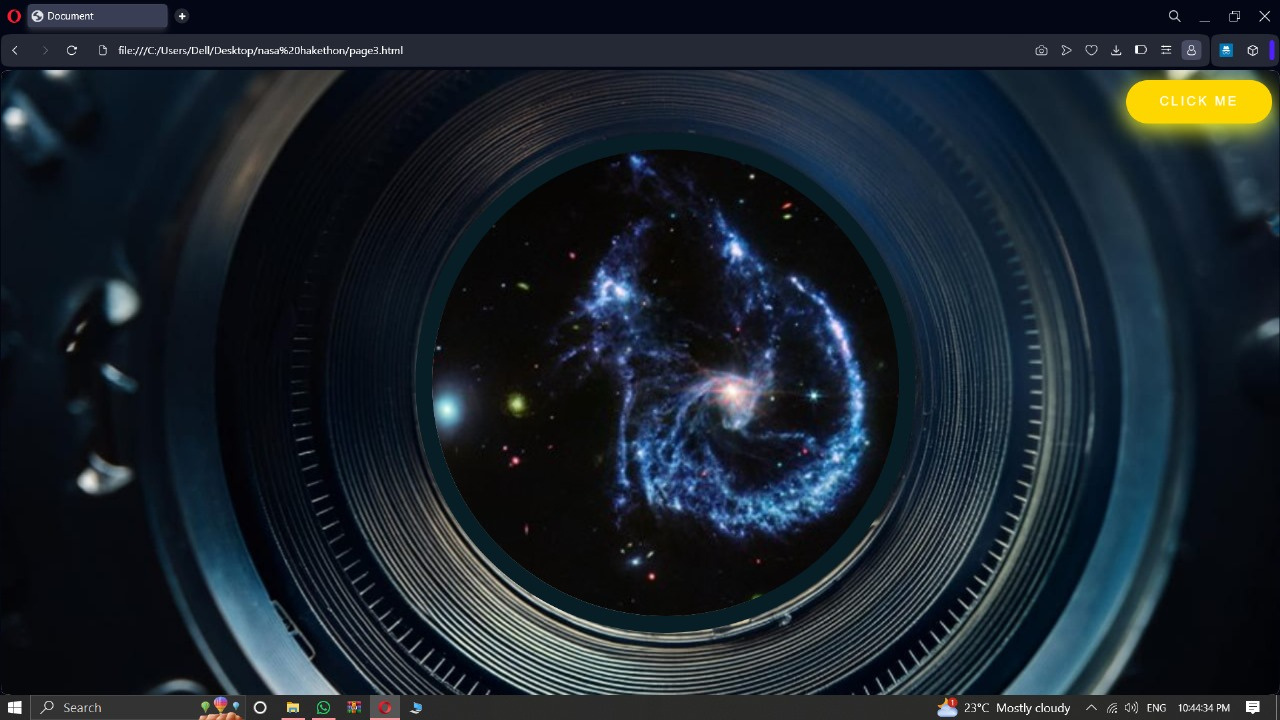 Document
file:///C:/Users/Dell/Desktop/nasa%20hakethon/page3.html
CLICK ME
Search
1
23°C Mostly cloudy
ENG
10:44:34 PM